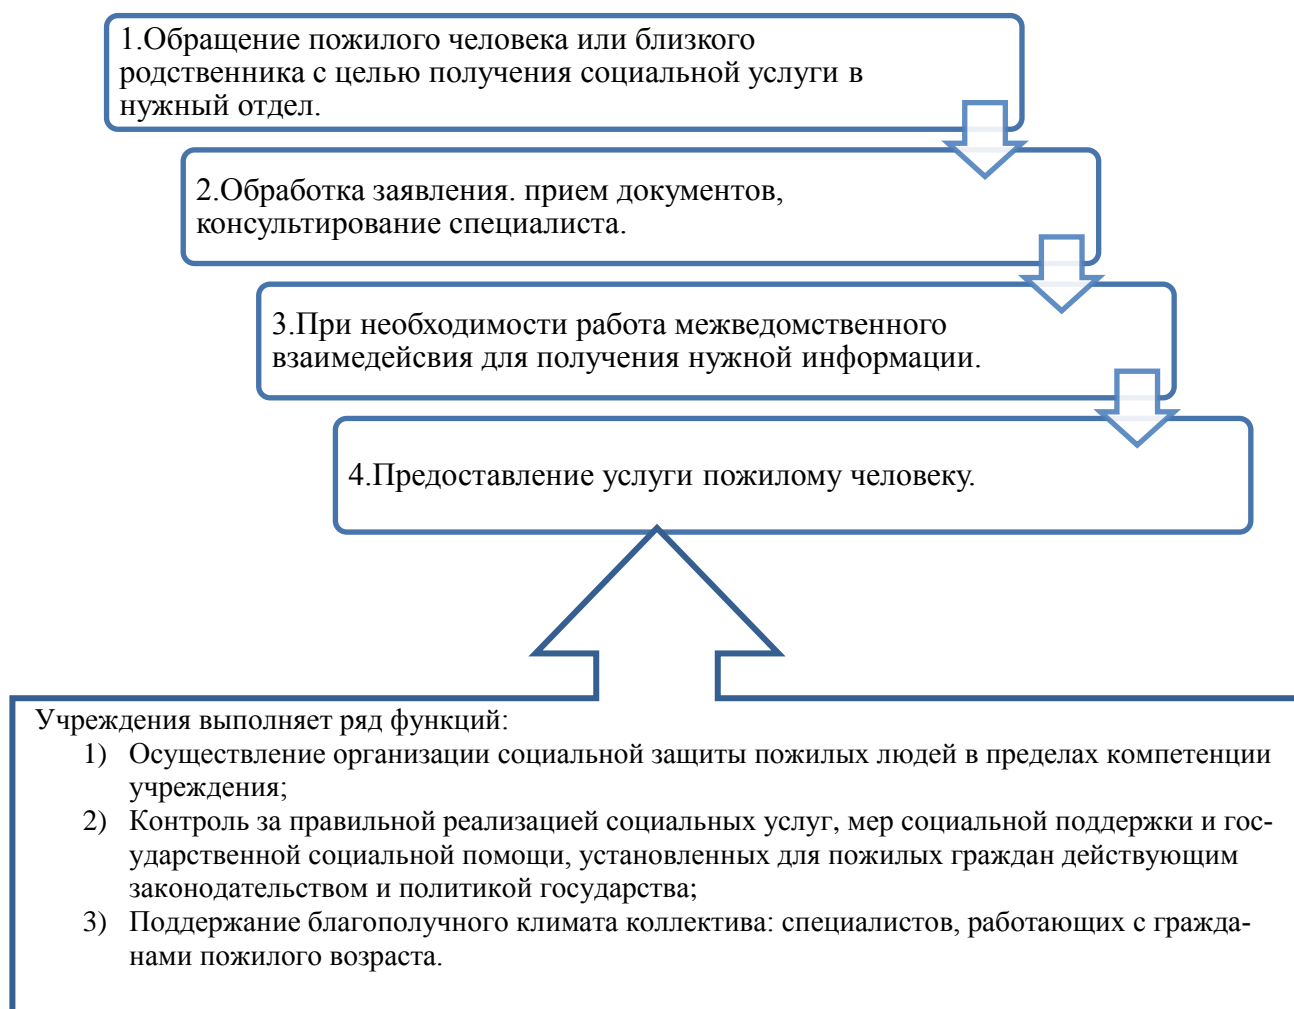 1.Обращение пожилого человека или близкого
родственника с целью получения социальной услуги в
нужный отдел.
2.Обработка заявления. прием документов,
консультирование специалиста.
3.При необходимости работа межведомственного
взаимедейсвия для получения нужной информации.
4.Предоставление услуги пожилому человеку.
Учреждения выполняет ряд функций:
1) Осуществление организации социальной защиты пожилых людей в пределах компетенции
учреждения;
2) Контроль за правильной реализацией социальных услуг, мер социальной поддержки и гос-
ударственной социальной помощи, установленных для пожилых граждан действующим
законодательством и политикой государства;
3) Поддержание благополучного климата коллектива: специалистов, работающих с гражда-
нами пожилого возраста.